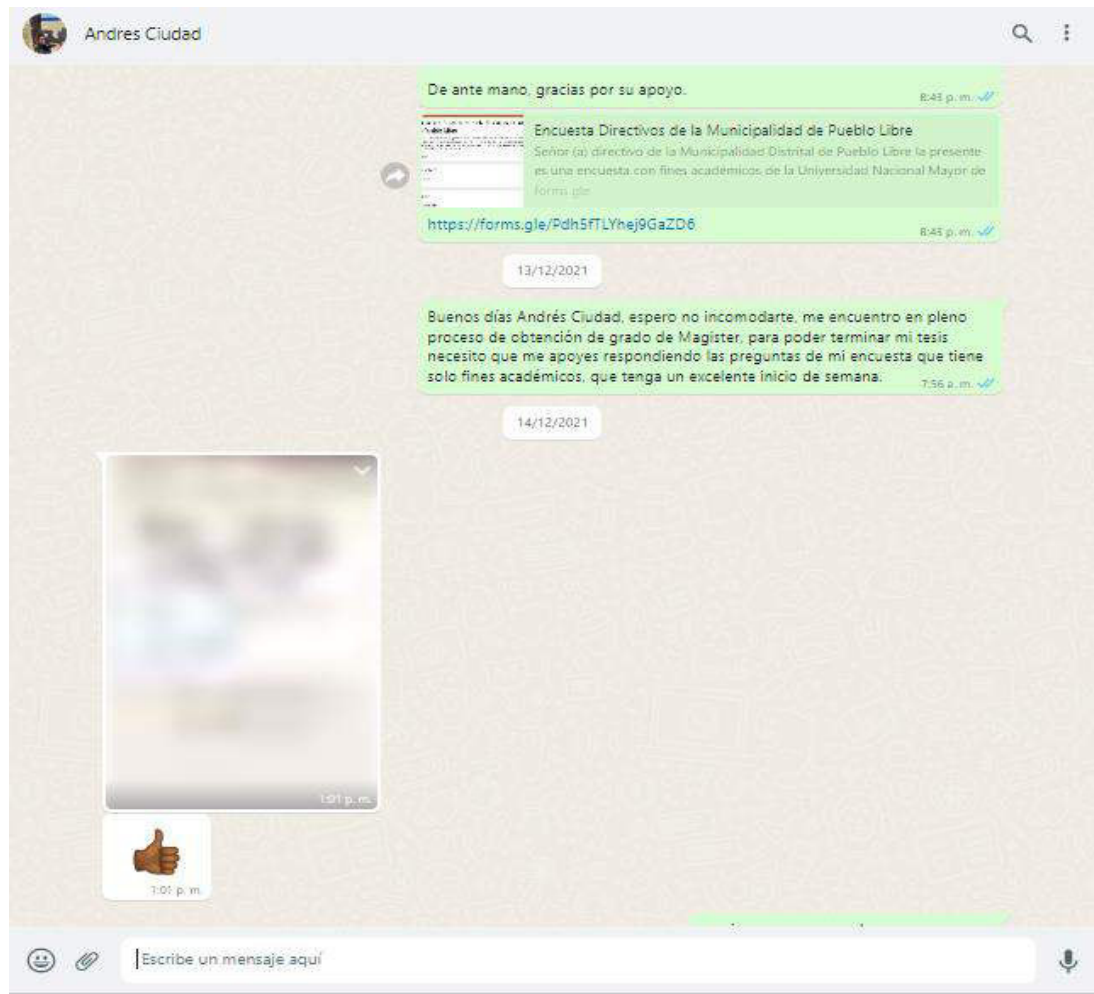 Andres Ciudad
De ante mano, gracias por su apoyo.
8:43 p. m.
Encuesta Directivos de la Municipalidad de Pueblo Libre
Señor (a) directivo de la Municipalidad Distrital de Pueblo Libre la presente
es una encuesta con fines académicos de la Universidad Nacional Mayor de
forms.gle
https://forms.gle/Pdh5fTLYhej9GaZD6
8:43 p. m.
13/12/2021
Buenos días Andrés Ciudad, espero no incomodarte, me encuentro en pleno
proceso de obtención de grado de Magister, para poder terminar mi tesis
necesito que me apoyes respondiendo las preguntas de mi encuesta que tiene
solo fines académicos, que tenga un excelente inicio de semana.
7:56 a. m.
14/12/2021
1:01 p. m.
1:01 p. m.
Escribe un mensaje aquí